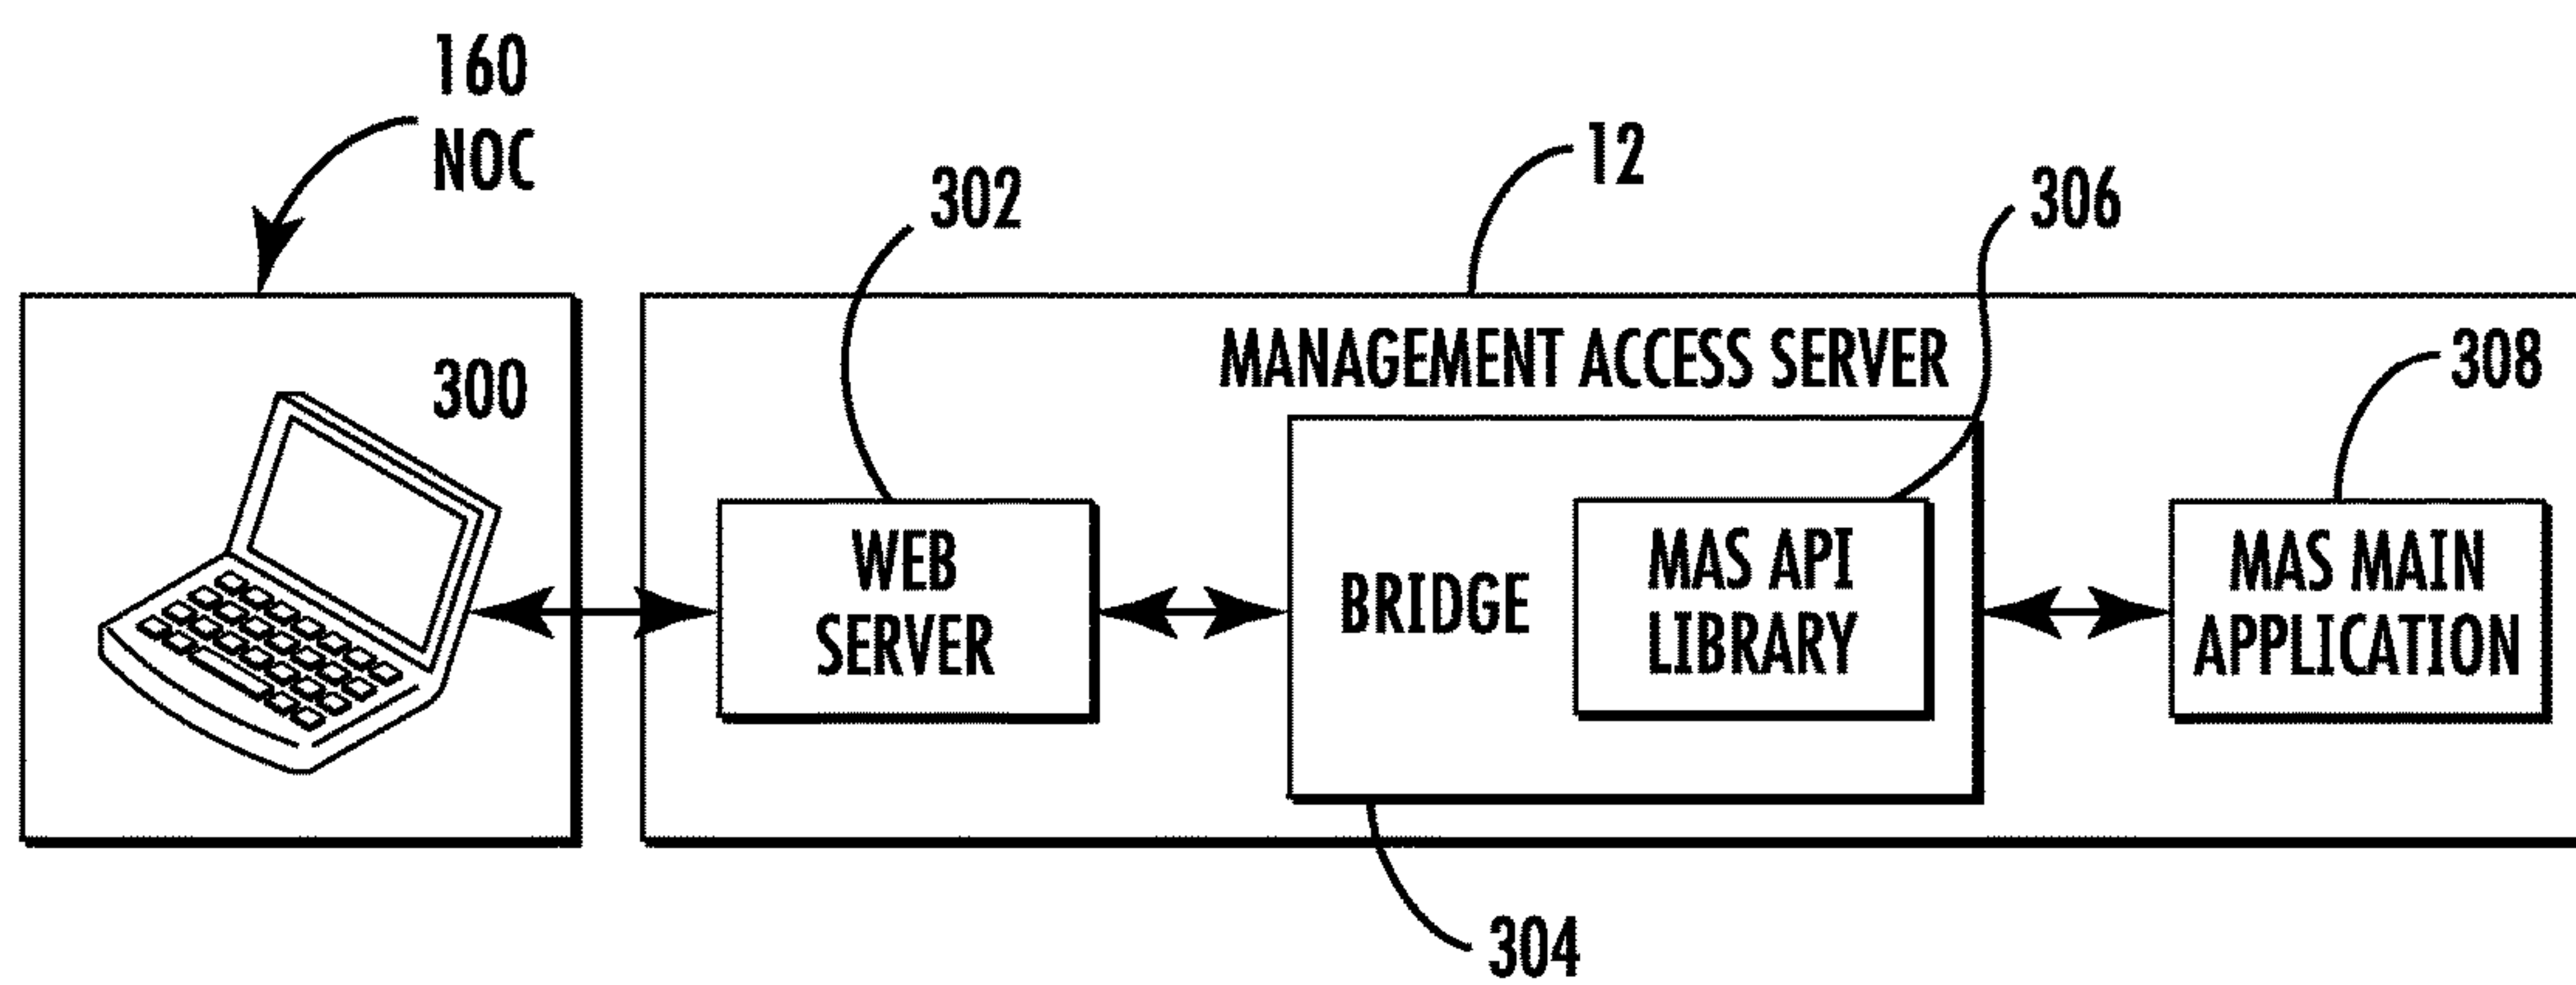 160
NOC
302
12
306
MANAGEMENT ACCESS SERVER
308
300
WEB
SERVER
BRIDGE
MAS API
LIBRARY
MAS MAIN
APPLICATION
304